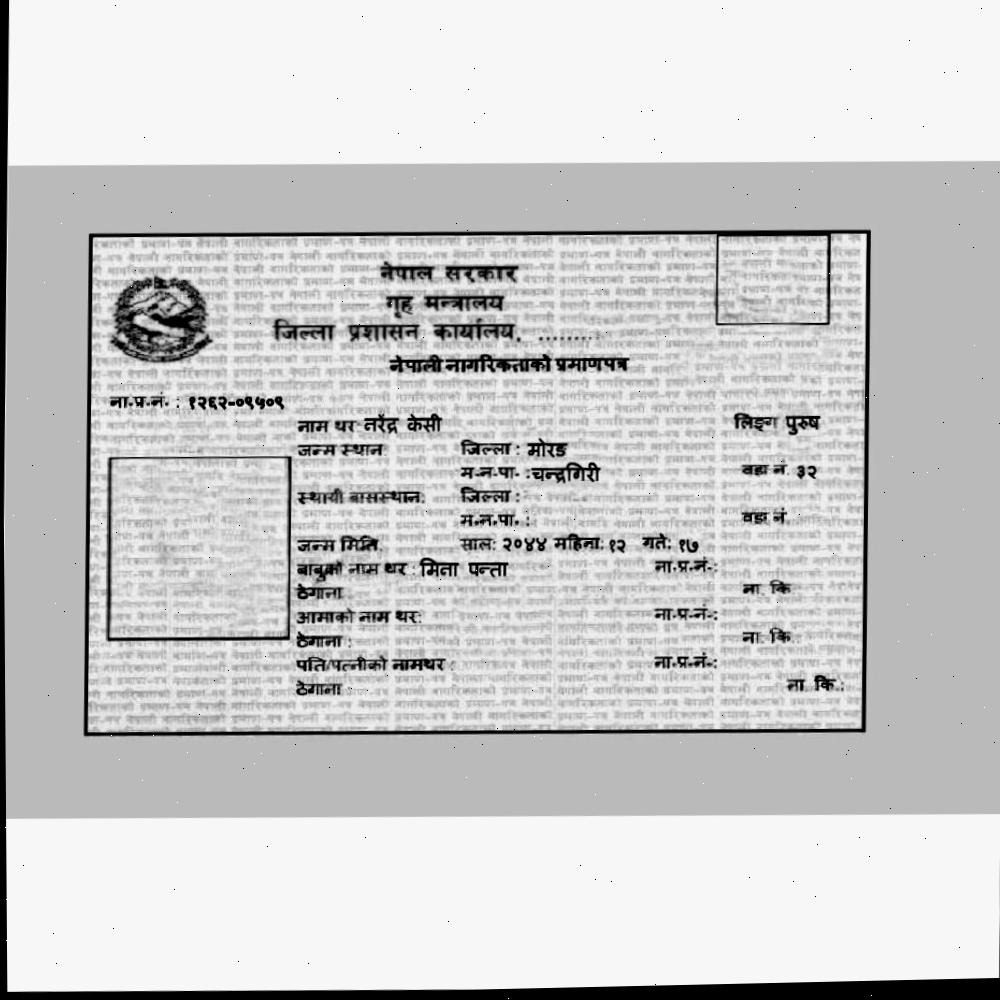 नेपाल सरकार
गृह मन्त्रालय
जिल्ला प्रशासन कार्यालय, .........
नेपाली नागरिकताको प्रमाणपत्र
ना.प्र.नं. : १२६२-०९५०९
नाम थर नरेंद्र केसी लिङ्ग पुरुष
जन्म स्थान जिल्ला : मोरङ
म.न.पा. : चन्द्रगिरी वडा नं. ३२
स्थायी बासस्थान: जिल्ला :
म.न.पा. : वडा नं
जन्म मिति: साल: २०४४ महिना: १२ गते: १७
बाबुको नाम थर : मिना पन्ता ना.प्र.नं.:
ठेगाना : ना. कि
आमाको नाम थर: ना.प्र.नं.:
ठेगाना : ना. कि.
पति/पत्नीको नामथर : ना.प्र.नं.:
ठेगाना : ना. कि.: